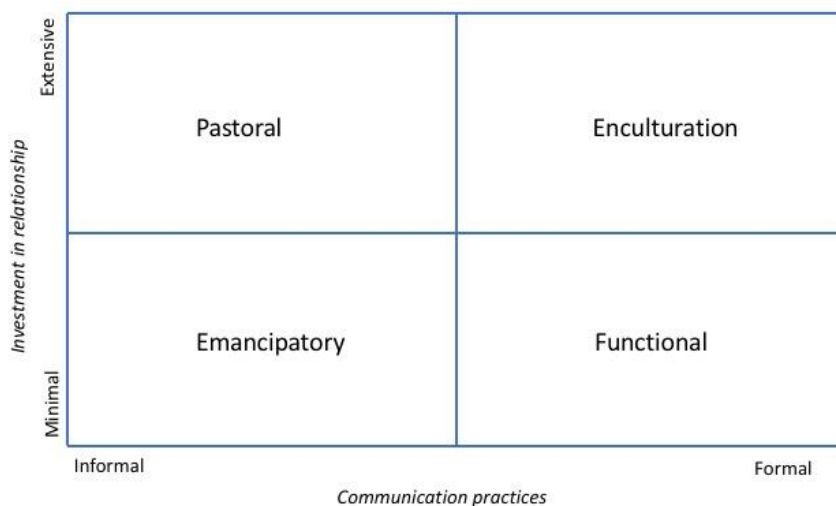 Extensive
Pastoral
Enculturation
Investment in relationship
Emancipatory
Functional
Minimal
Informal
Formal
Communication practices